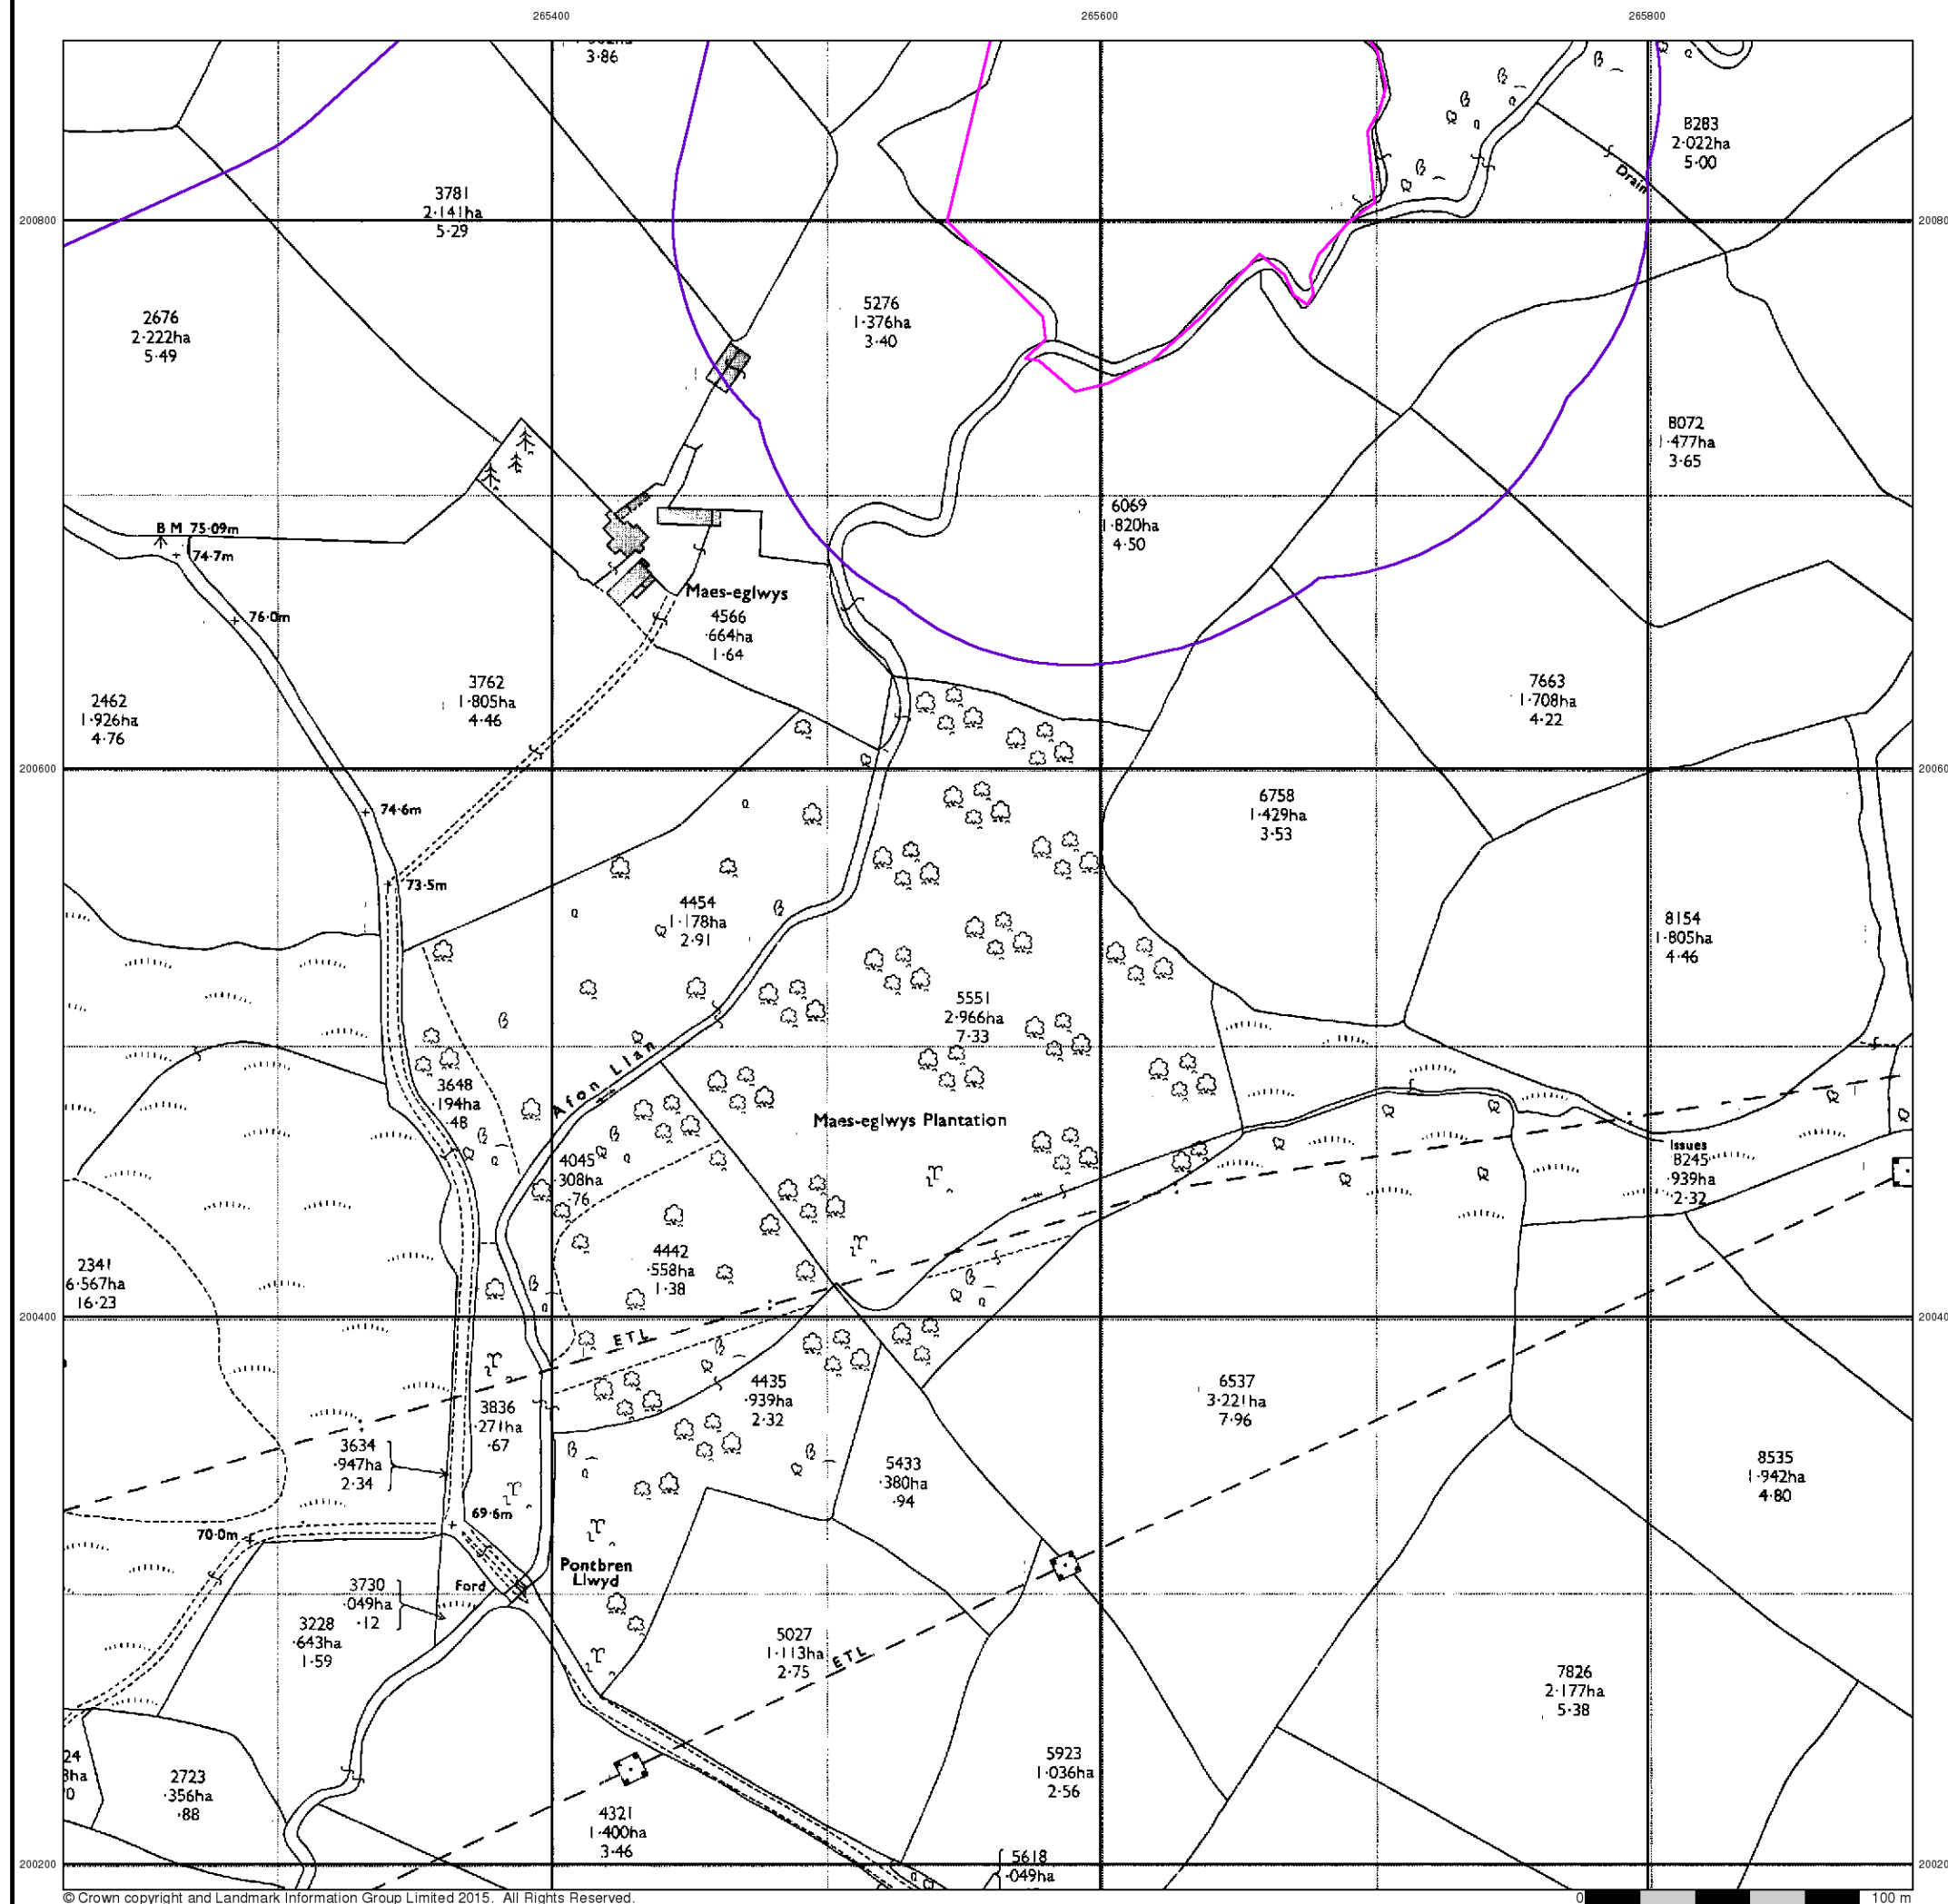 265400
265600
265800
3.86
8283
2.022ha
5.00
Drain
3781
2.141ha
5.29
200800
2676
2.222ha
5.49
5276
1.376ha
3.40
8072
1.477ha
3.65
B M 75.09m
74.7m
6069
1.820ha
4.50
76.0m
Maes-eglwys
4566
.664ha
1.64
2462
1.926ha
4.76
3762
1.805ha
4.46
7663
1.708ha
4.22
200600
74.6m
6758
1.429ha
3.53
73.5m
4454
1.178ha
2.91
8154
1.805ha
4.46
5551
2.966ha
7.33
3648
.194ha
.48
Afon Llan
Maes-eglwys Plantation
4045
.308ha
.76
Issues
8245
.939ha
2.32
2341
6.567ha
16.23
4442
.558ha
1.38
200400
ETL
4435
.939ha
2.32
6537
3.221ha
7.96
3836
.271ha
.67
3634
.947ha
2.34
5433
.380ha
.94
8535
1.942ha
4.80
69.6m
70.0m
Pontbren
Llwyd
Ford
3730
.049ha
.12
3228
.643ha
1.59
5027
1.113ha
2.75
ETL
7826
2.177ha
5.38
24
0
2723
.356ha
.88
5923
1.036ha
2.56
4321
1.400ha
3.46
5618
.049ha
200200
© Crown copyright and Landmark Information Group Limited 2015. All Rights Reserved.
0
100 m